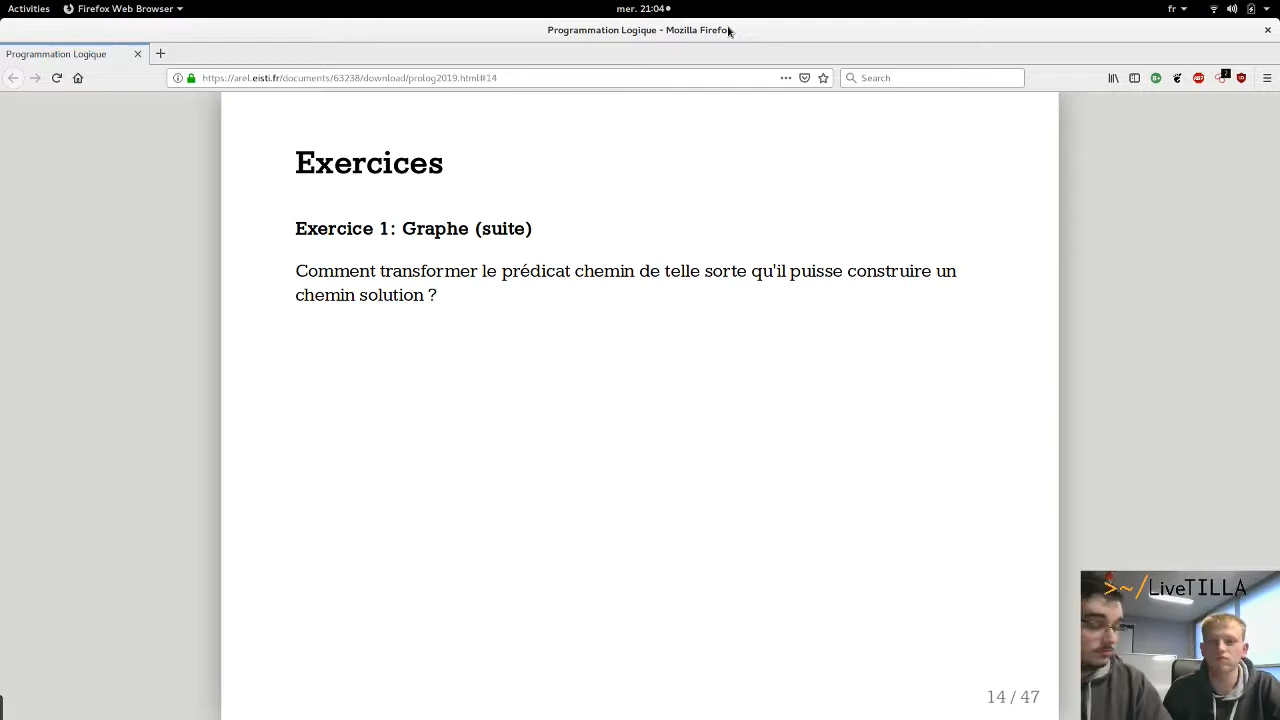 Activities
Firefox Web Browser
mer. 21:04
fr
Programmation Logique - Mozilla Firefo
Programmation Logique
https://arel.eisti.fr/documents/63238/download/prolog2019.html#14
Search
2
Exercices
Exercice 1: Graphe (suite)
Comment transformer le prédicat chemin de telle sorte qu'il puisse construire un
chemin solution ?
>~/LiveTILLA
14 / 47